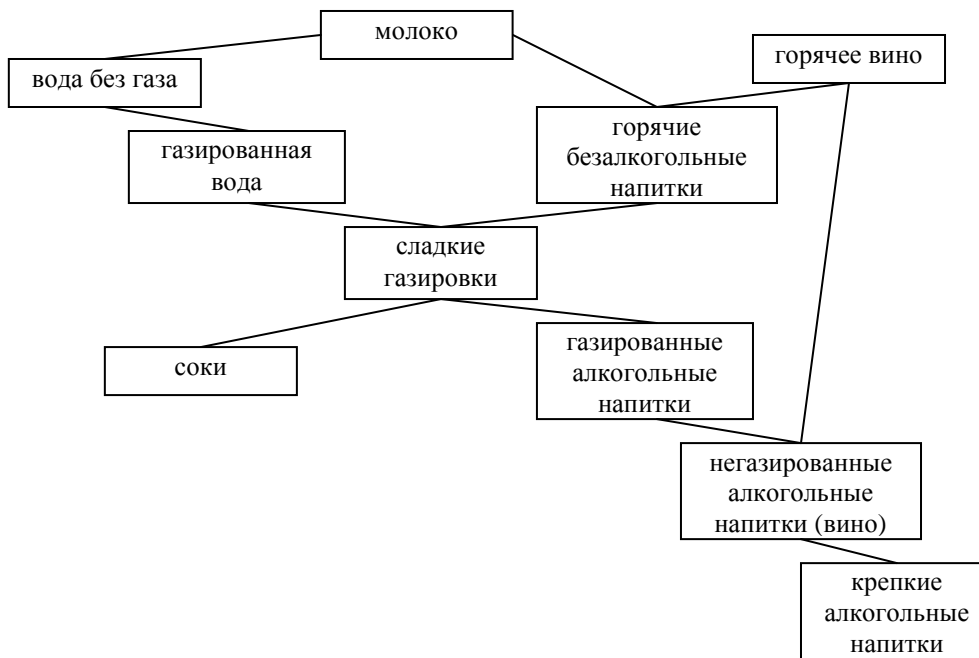 молоко
горячее вино
вода без газа
газированная
вода
горячие
безалкогольные
напитки
сладкие
газировки
соки
газированные
алкогольные
напитки
негазированные
алкогольные
напитки (вино)
крепкие
алкогольные
напитки